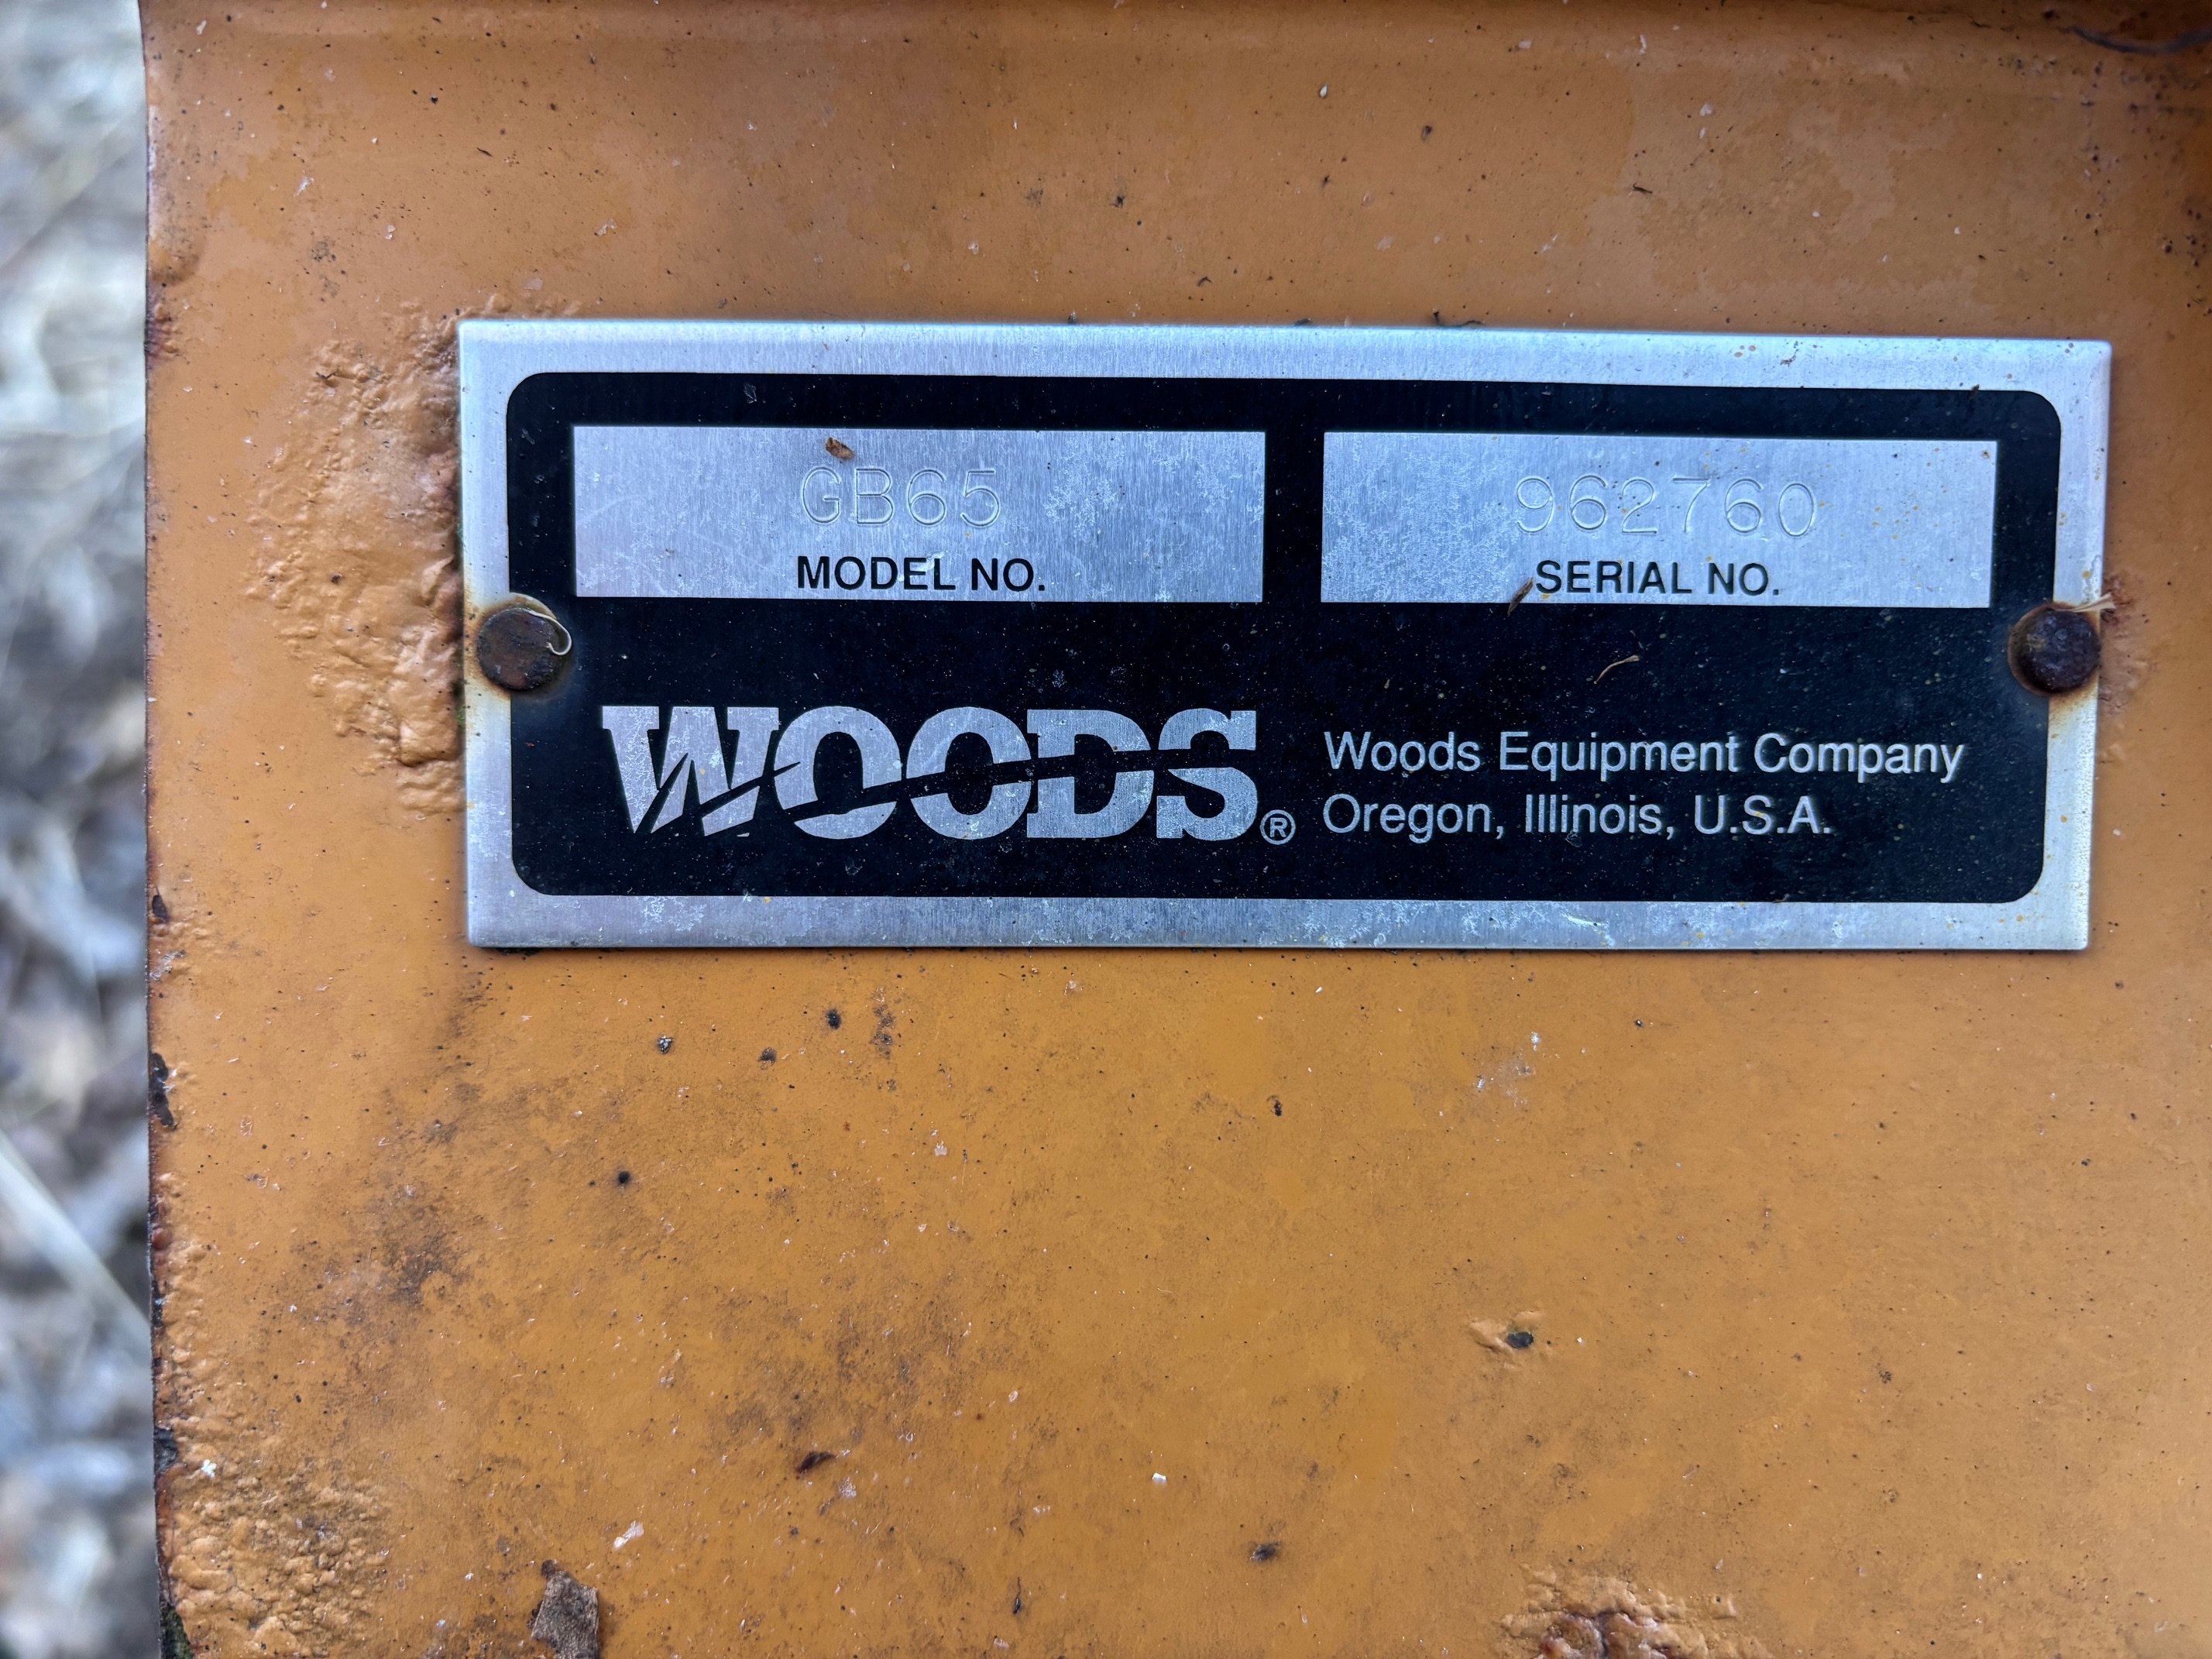 GB65
MODEL NO.
962760
SERIAL NO.
WOODS®
Woods Equipment Company
Oregon, Illinois, U.S.A.